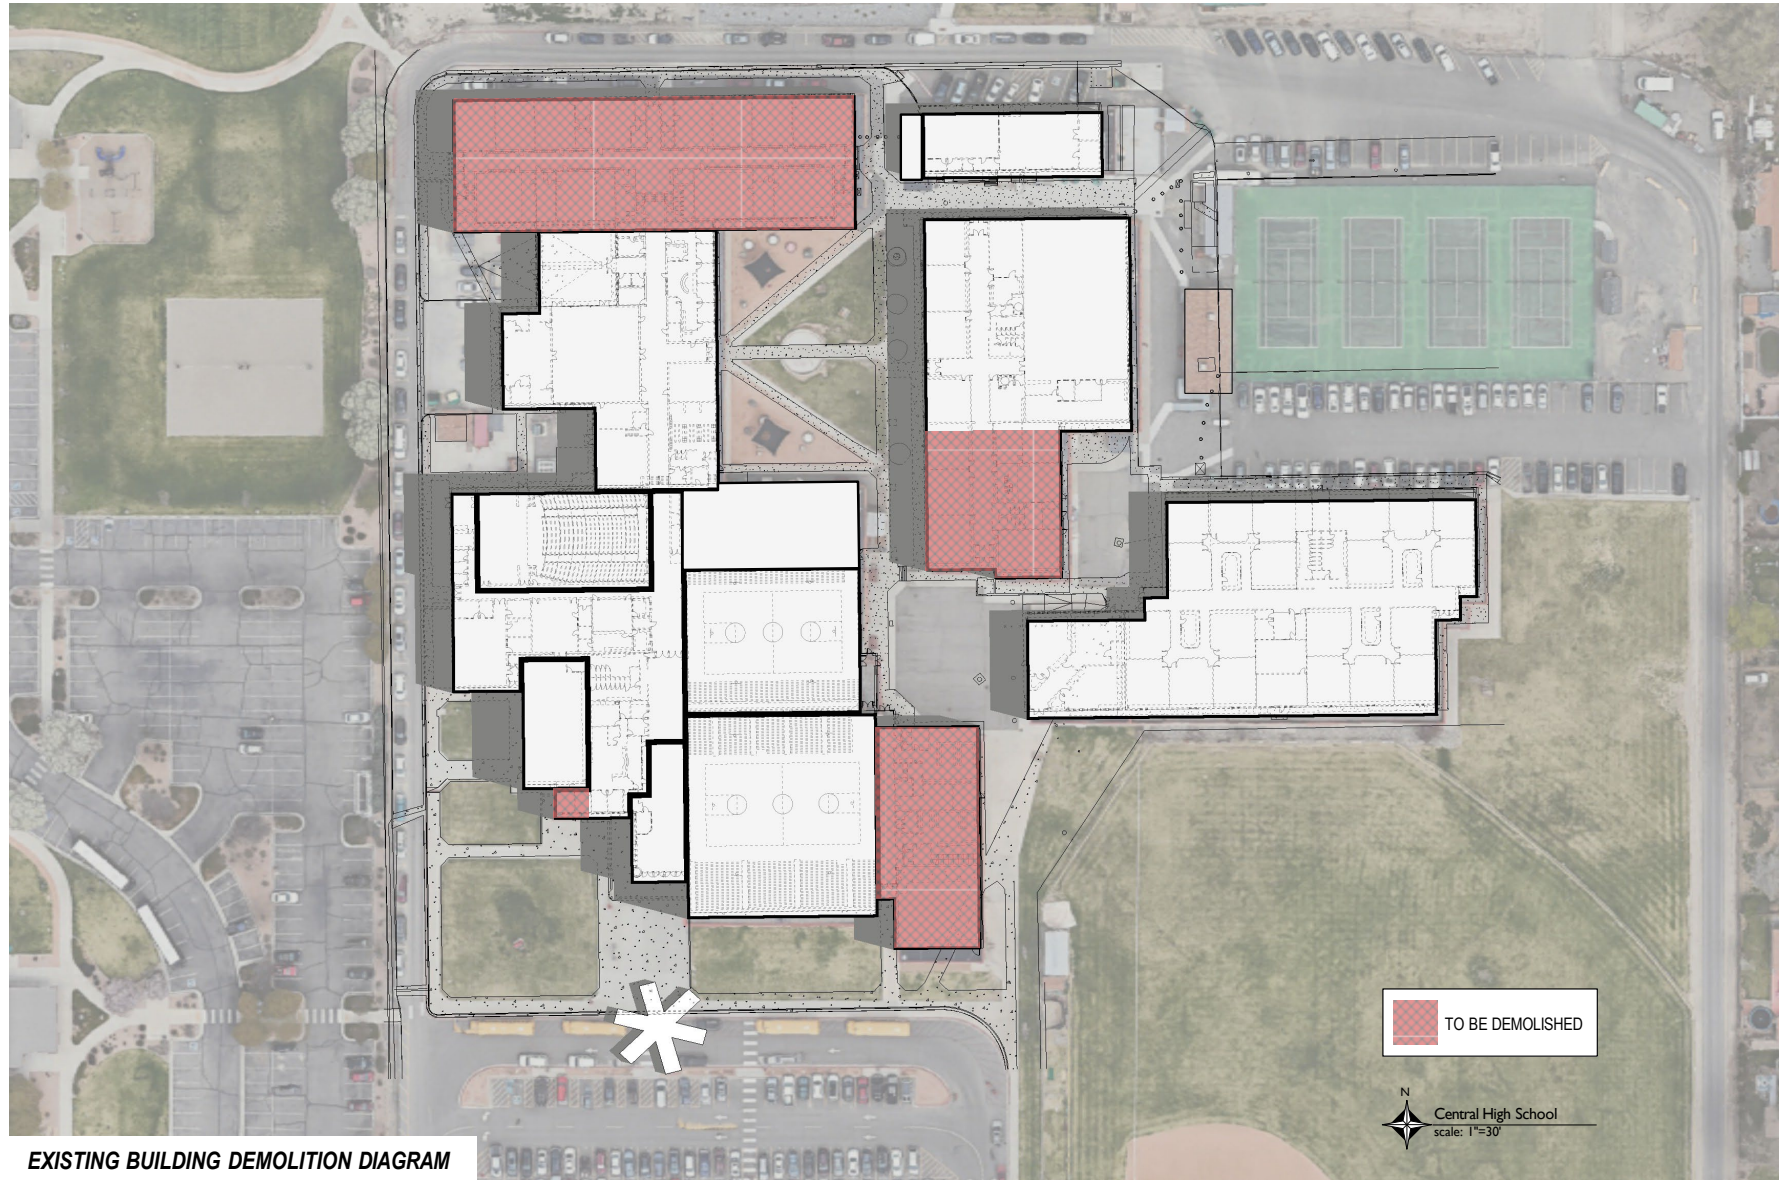 TO BE DEMOLISHED
N
Central High School
scale: 1"=30'
EXISTING BUILDING DEMOLITION DIAGRAM